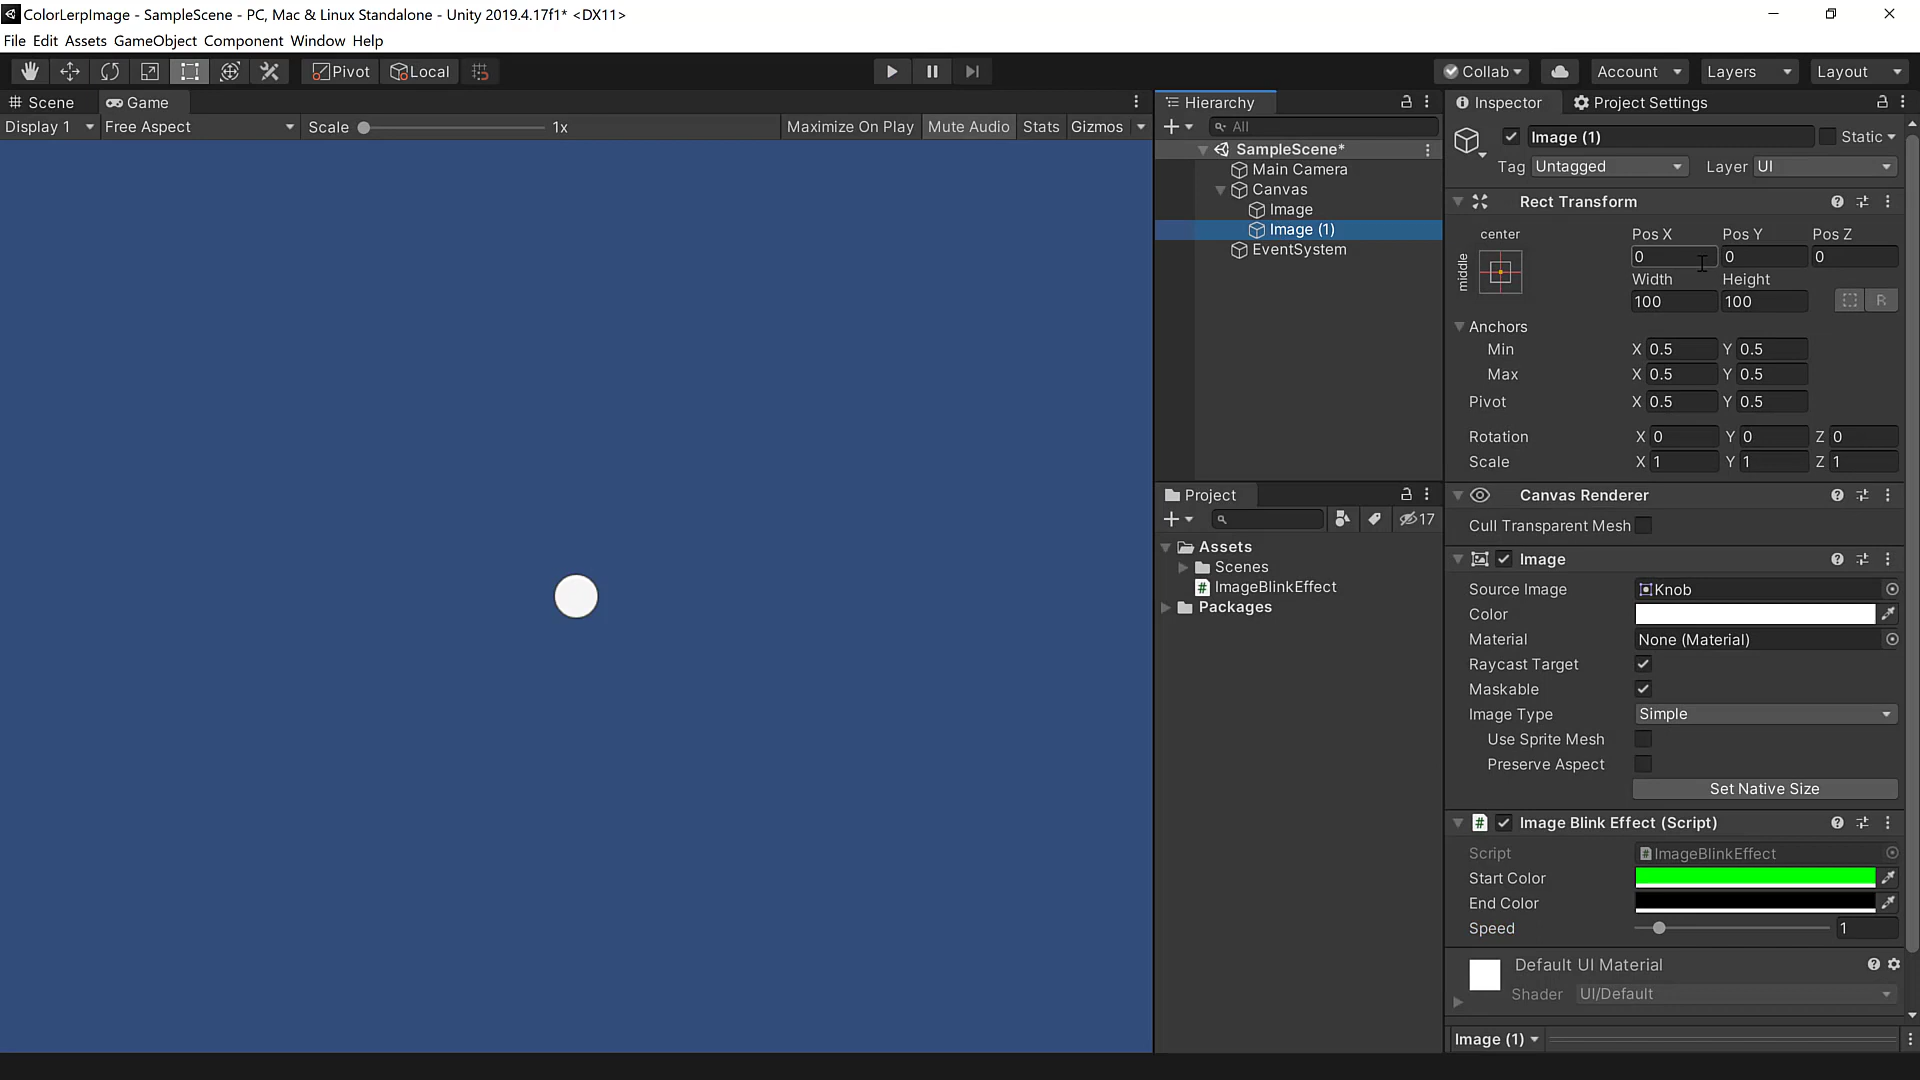 ColorLerpImage - SampleScene - PC, Mac & Linux Standalone - Unity 2019.4.17f1* <DX11>
File Edit Assets GameObject Component Window Help
Pivot Local Collab Account Layers Layout
Scene Game
Display 1 Free Aspect Scale 1x Maximize On Play Mute Audio Stats Gizmos
Hierarchy
All
SampleScene*
Main Camera
Canvas
Image
Image (1)
EventSystem
Project
17
Assets
Scenes
ImageBlinkEffect
Packages
Inspector Project Settings
Image (1) Static
Tag Untagged Layer UI
Rect Transform
center
middle
Pos X Pos Y Pos Z
0 0 0
Width Height
100 100 R
Anchors
Min X 0.5 Y 0.5
Max X 0.5 Y 0.5
Pivot X 0.5 Y 0.5
Rotation X 0 Y 0 Z 0
Scale X 1 Y 1 Z 1
Canvas Renderer
Cull Transparent Mesh
Image
Source Image Knob
Color
Material None (Material)
Raycast Target
Maskable
Image Type Simple
Use Sprite Mesh
Preserve Aspect
Set Native Size
# Image Blink Effect (Script)
Script ImageBlinkEffect
Start Color
End Color
Speed 1
Default UI Material
Shader UI/Default
Image (1)